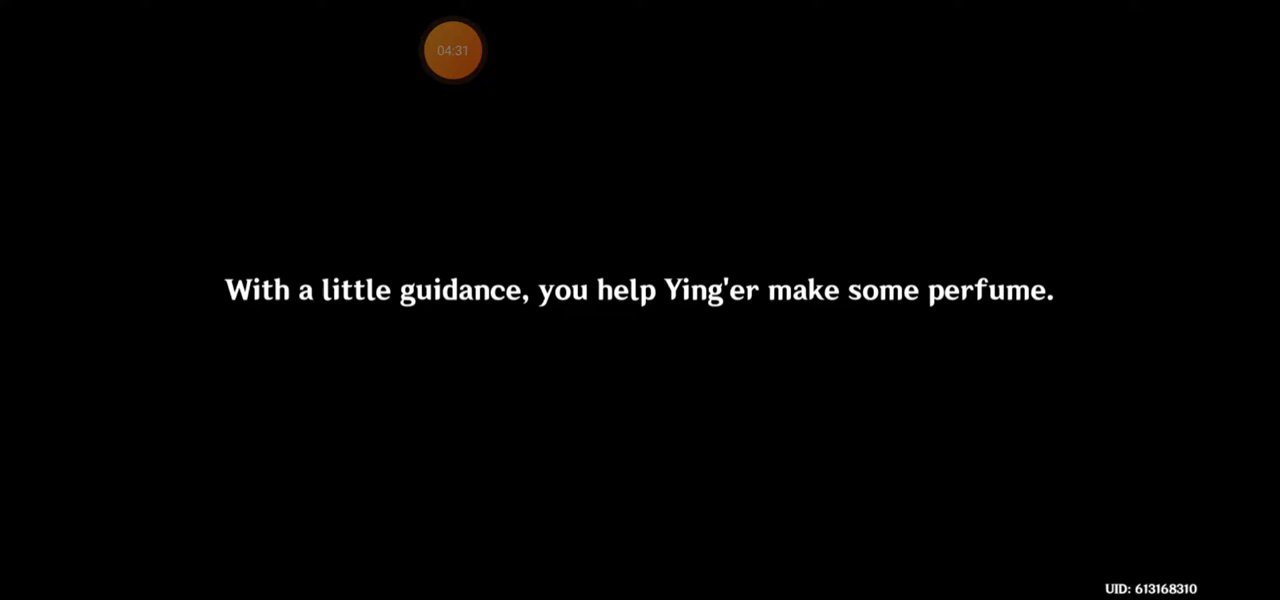 04:31
With a little guidance, you help Ying'er make some perfume.
UID: 613168310